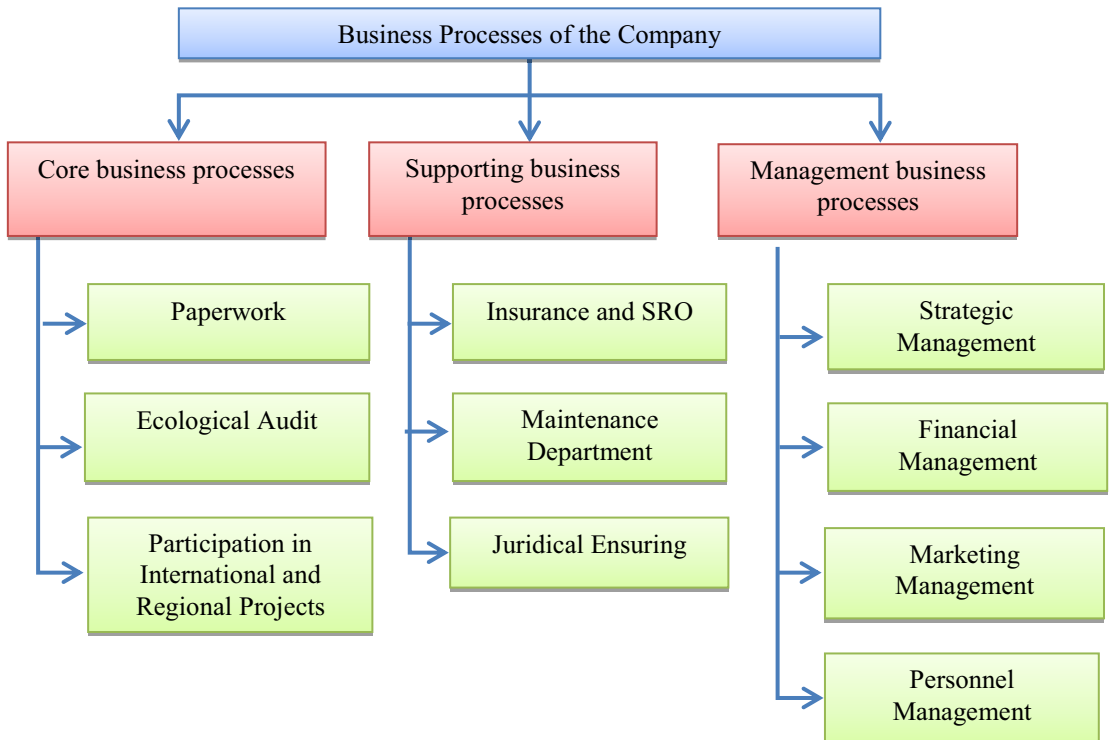 Business Processes of the Company
Core business processes
Supporting business
processes
Management business
processes
Paperwork
Ecological Audit
Participation in
International and
Regional Projects
Insurance and SRO
Maintenance
Department
Juridical Ensuring
Strategic
Management
Financial
Management
Marketing
Management
Personnel
Management